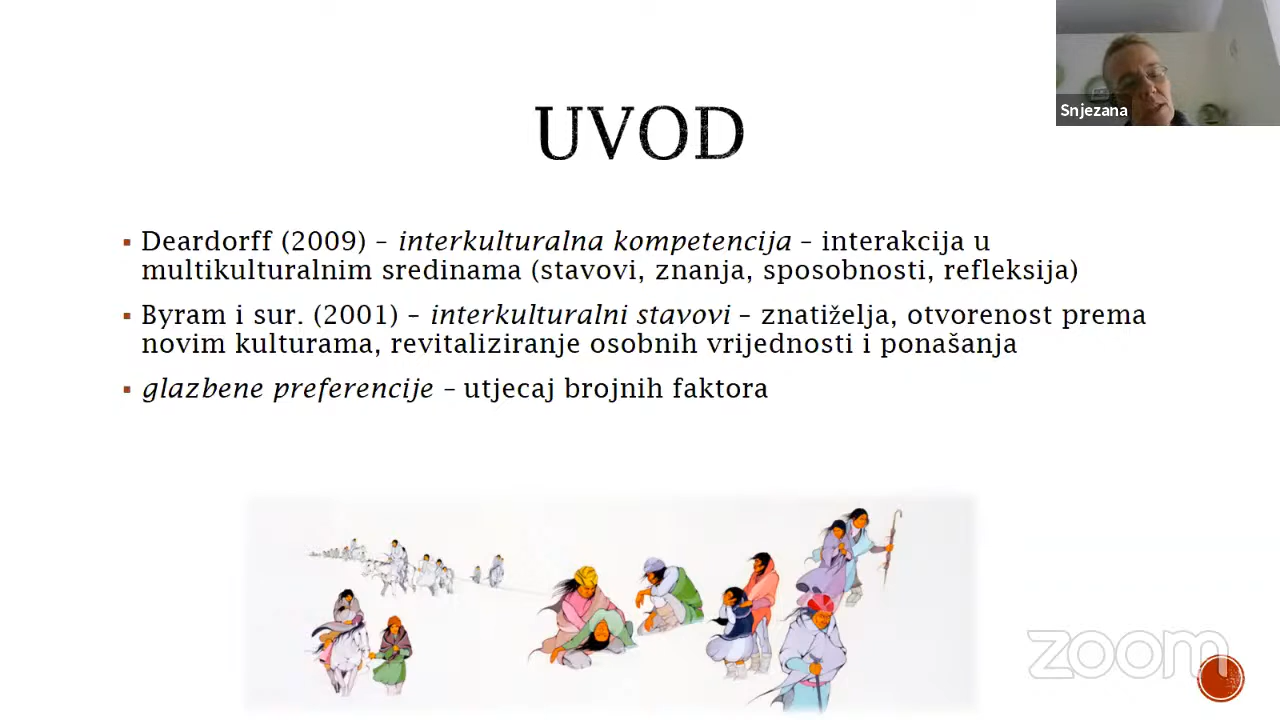 Snjezana
UVOD
▪ Deardorff (2009) – interkulturalna kompetencija – interakcija u
multikulturalnim sredinama (stavovi, znanja, sposobnosti, refleksija)
▪ Byram i sur. (2001) – interkulturalni stavovi – znatiželja, otvorenost prema
novim kulturama, revitaliziranje osobnih vrijednosti i ponašanja
▪ glazbene preferencije – utjecaj brojnih faktora
zoom